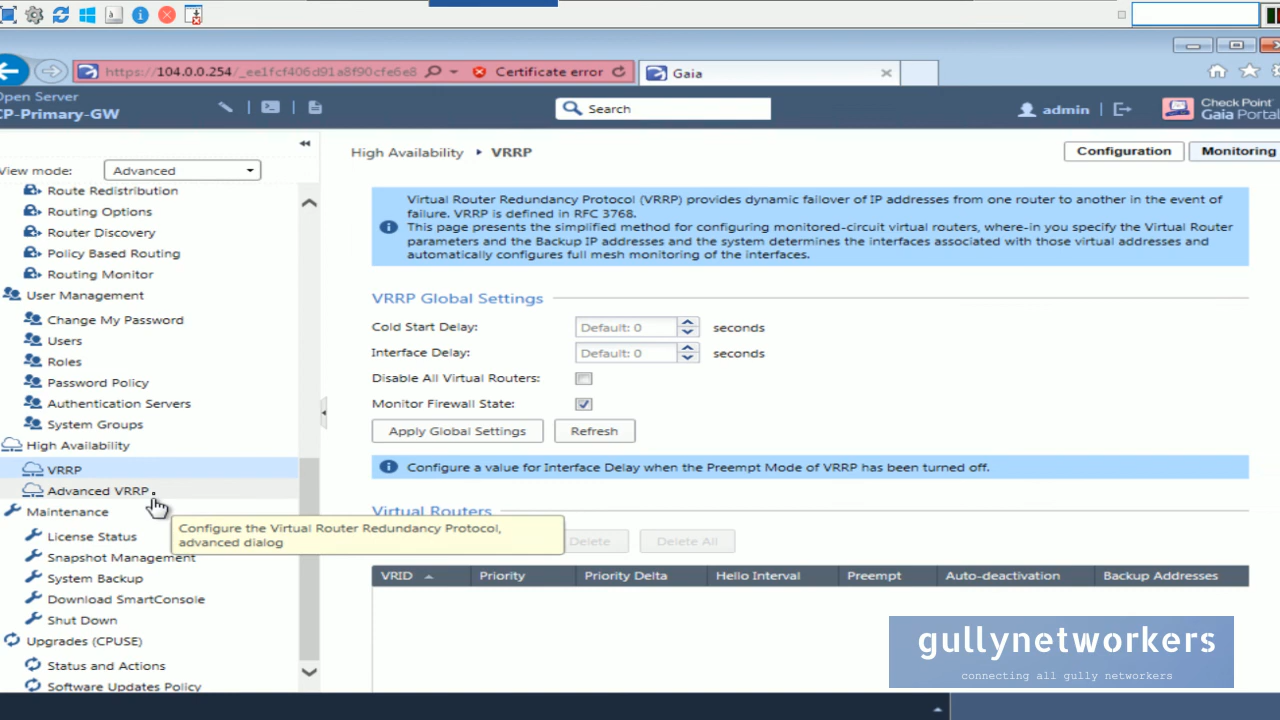 https://104.0.0.254/_ee1fcf406d91a8f90cfe6e8
Certificate error
Gaia
Open Server
CP-Primary-GW
Search
admin
Check Point
Gaia Portal
View mode:
Advanced
Route Redistribution
Routing Options
Router Discovery
Policy Based Routing
Routing Monitor
User Management
Change My Password
Users
Roles
Password Policy
Authentication Servers
System Groups
High Availability
VRRP
Advanced VRRP
Maintenance
License Status
Snapshot Management
System Backup
Download SmartConsole
Shut Down
Upgrades (CPUSE)
Status and Actions
Software Updates Policy
High Availability ‣ VRRP
Configuration
Monitoring
Virtual Router Redundancy Protocol (VRRP) provides dynamic failover of IP addresses from one router to another in the event of
failure. VRRP is defined in RFC 3768.
This page presents the simplified method for configuring monitored-circuit virtual routers, where-in you specify the Virtual Router
parameters and the Backup IP addresses and the system determines the interfaces associated with those virtual addresses and
automatically configures full mesh monitoring of the interfaces.
VRRP Global Settings
Cold Start Delay: Default: 0 seconds
Interface Delay: Default: 0 seconds
Disable All Virtual Routers:
Monitor Firewall State:
Apply Global Settings
Refresh
Configure a value for Interface Delay when the Preempt Mode of VRRP has been turned off.
Virtual Routers
Configure the Virtual Router Redundancy Protocol,
advanced dialog
Delete
Delete All
VRID Priority Priority Delta Hello Interval Preempt Auto-deactivation Backup Addresses
gullynetworkers
connecting all gully networkers